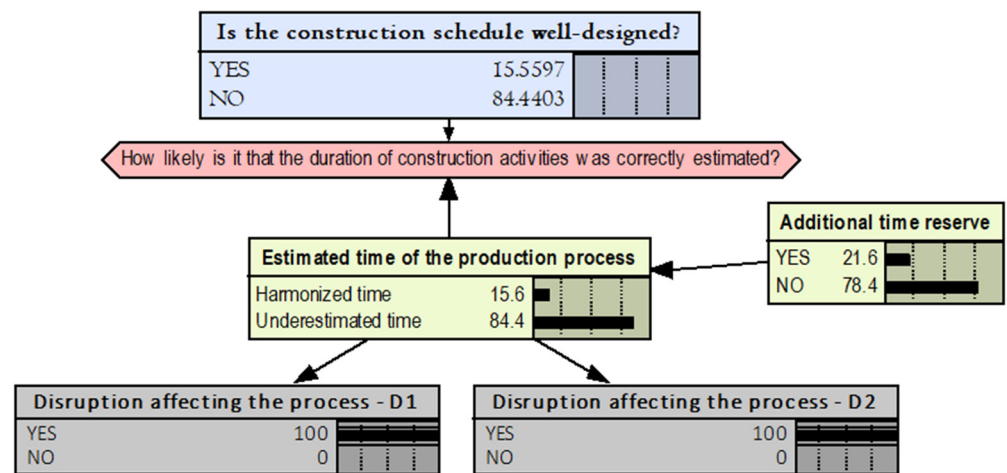 Is the construction schedule well-designed?
YES 15.5597
NO 84.4403
How likely is it that the duration of construction activities was correctly estimated?
Additional time reserve
YES 21.6
NO 78.4
Estimated time of the production process
Harmonized time 15.6
Underestimated time 84.4
Disruption affecting the process - D1
YES 100
NO 0
Disruption affecting the process - D2
YES 100
NO 0